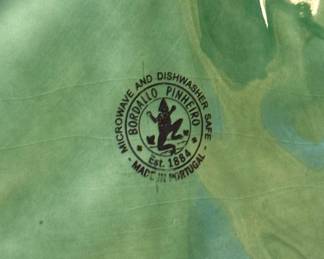 MICROWAVE AND DISHWASHER SAFE
BORDALLO PINHEIRO
Est. 1884
- MADE IN PORTUGAL -